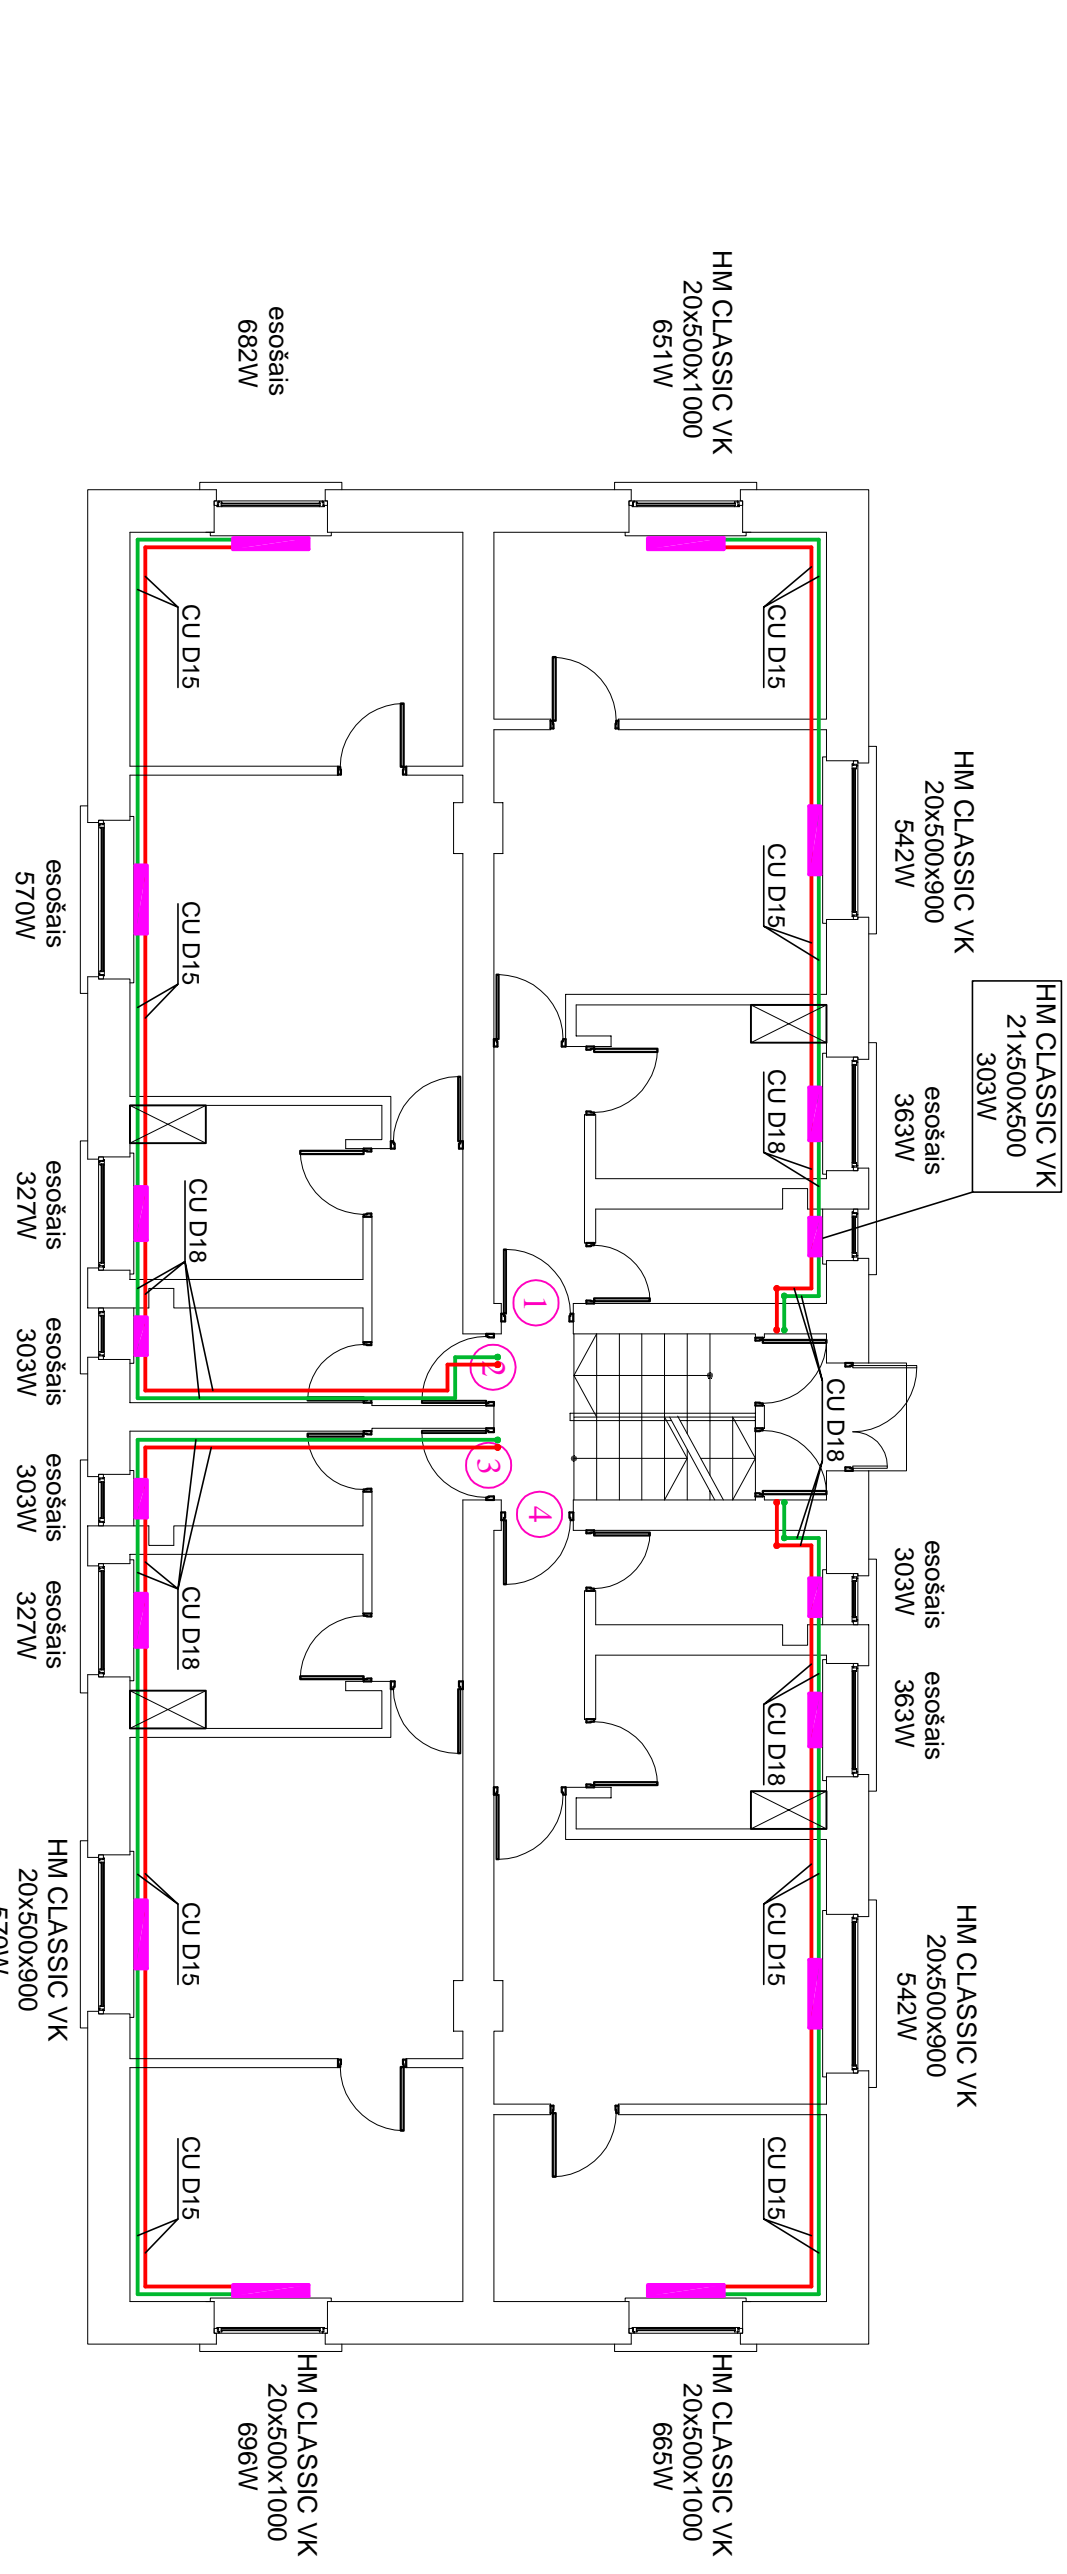 HM CLASSIC VK
20x500x1000
651W
esošais
682W
HM CLASSIC VK
20x500x900
542W
HM CLASSIC VK
21x500x500
303W
esošais
363W
CU D15
CU D15
CU D18
CU D18
CU D15
CU D15
CU D18
esošais
570W
esošais
327W
esošais
303W
1
2
3
4
esošais
303W
esošais
363W
HM CLASSIC VK
20x500x900
542W
CU D18
CU D15
CU D15
CU D18
CU D15
CU D15
esošais
303W
esošais
327W
HM CLASSIC VK
20x500x900
HM CLASSIC VK
20x500x1000
665W
HM CLASSIC VK
20x500x1000
696W